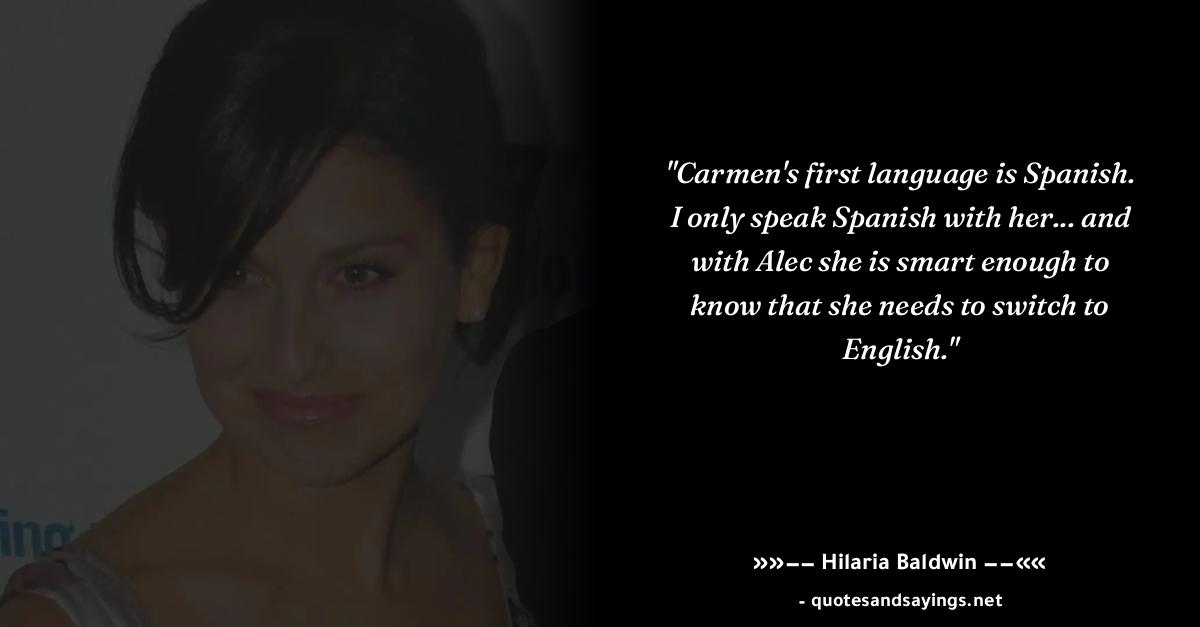 "Carmen's first language is Spanish.
I only speak Spanish with her... and
with Alec she is smart enough to
know that she needs to switch to
English."
»»–– Hilaria Baldwin ––««
- quotesandsayings.net
ing